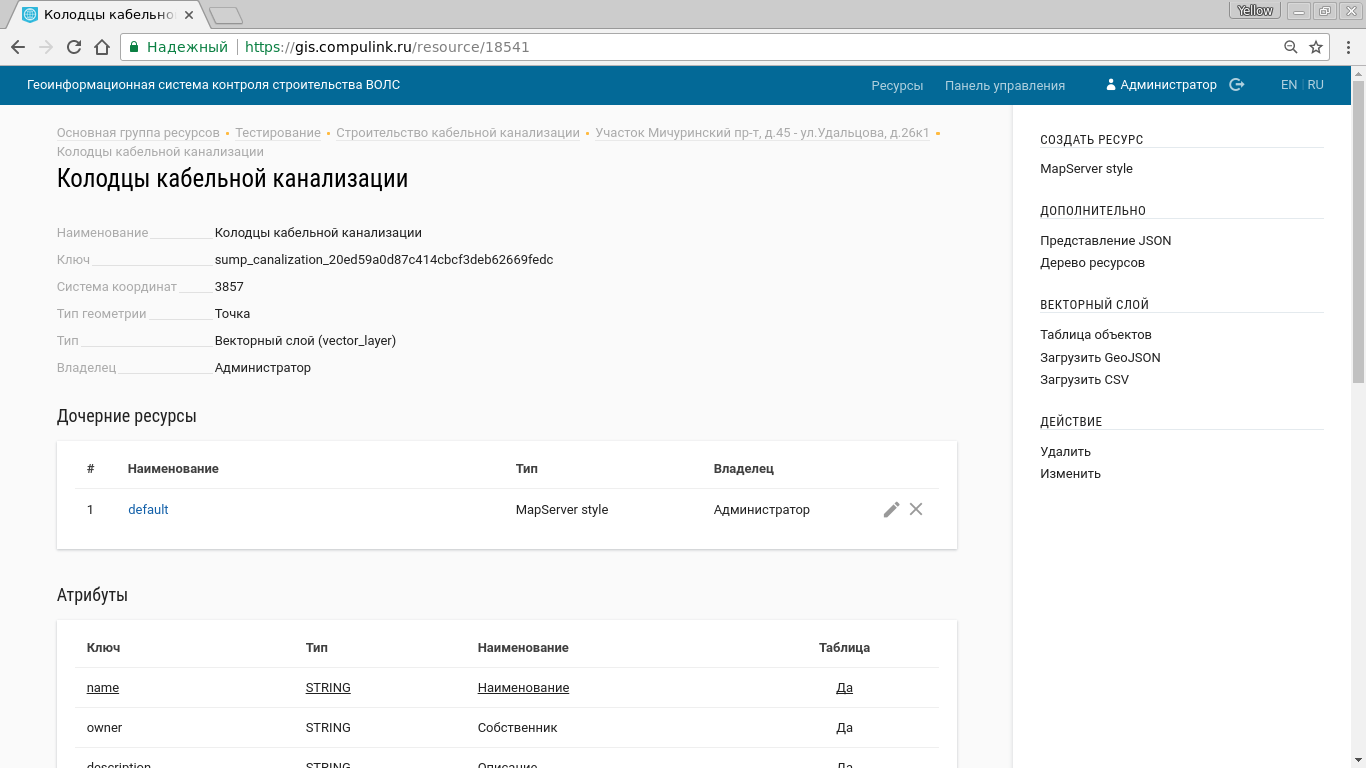 Колодцы кабельно
Yellow
Надежный https://gis.compulink.ru/resource/18541
Геоинформационная система контроля строительства ВОЛС
Ресурсы Панель управления Администратор EN RU
Основная группа ресурсов • Тестирование • Строительство кабельной канализации • Участок Мичуринский пр-т, д.45 - ул.Удальцова, д.26к1 •
Колодцы кабельной канализации
Колодцы кабельной канализации
Наименование Колодцы кабельной канализации
Ключ sump_canalization_20ed59a0d87c414cbcf3deb62669fedc
Система координат 3857
Тип геометрии Точка
Тип Векторный слой (vector_layer)
Владелец Администратор
Дочерние ресурсы
# Наименование Тип Владелец
1 default MapServer style Администратор
Атрибуты
Ключ Тип Наименование Таблица
name STRING Наименование Да
owner STRING Собственник Да
description STRING Описание Да
СОЗДАТЬ РЕСУРС
MapServer style
ДОПОЛНИТЕЛЬНО
Представление JSON
Дерево ресурсов
ВЕКТОРНЫЙ СЛОЙ
Таблица объектов
Загрузить GeoJSON
Загрузить CSV
ДЕЙСТВИЕ
Удалить
Изменить